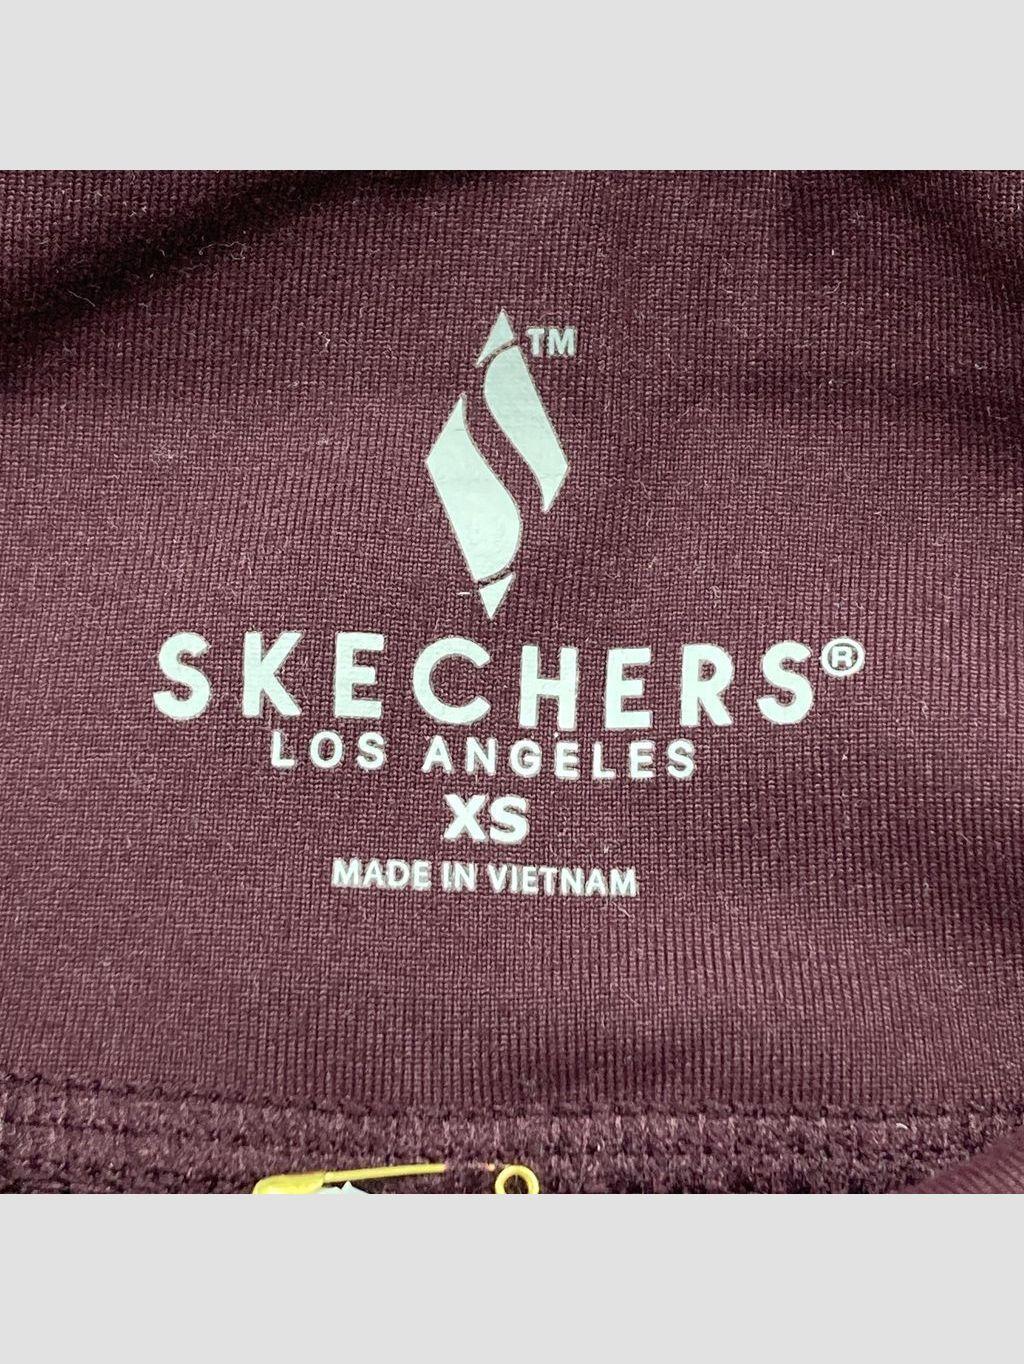 TM
SKECHERS®
LOS ANGELES
XS
MADE IN VIETNAM